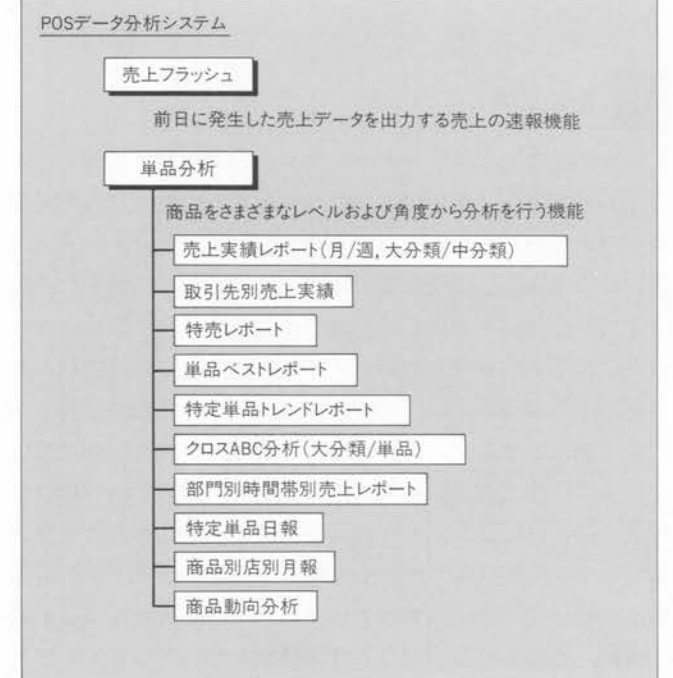 POSデータ分析システム
売上フラッシュ
前日に発生した売上データを出力する売上の速報機能
単品分析
商品をさまざまなレベルおよび角度から分析を行う機能
売上実績レポート(月/週,大分類/中分類)
取引先別売上実績
特売レポート
単品ベストレポート
特定単品トレンドレポート
クロスABC分析(大分類/単品)
部門別時間帯別売上レポート
特定単品日報
商品別店別月報
商品動向分析